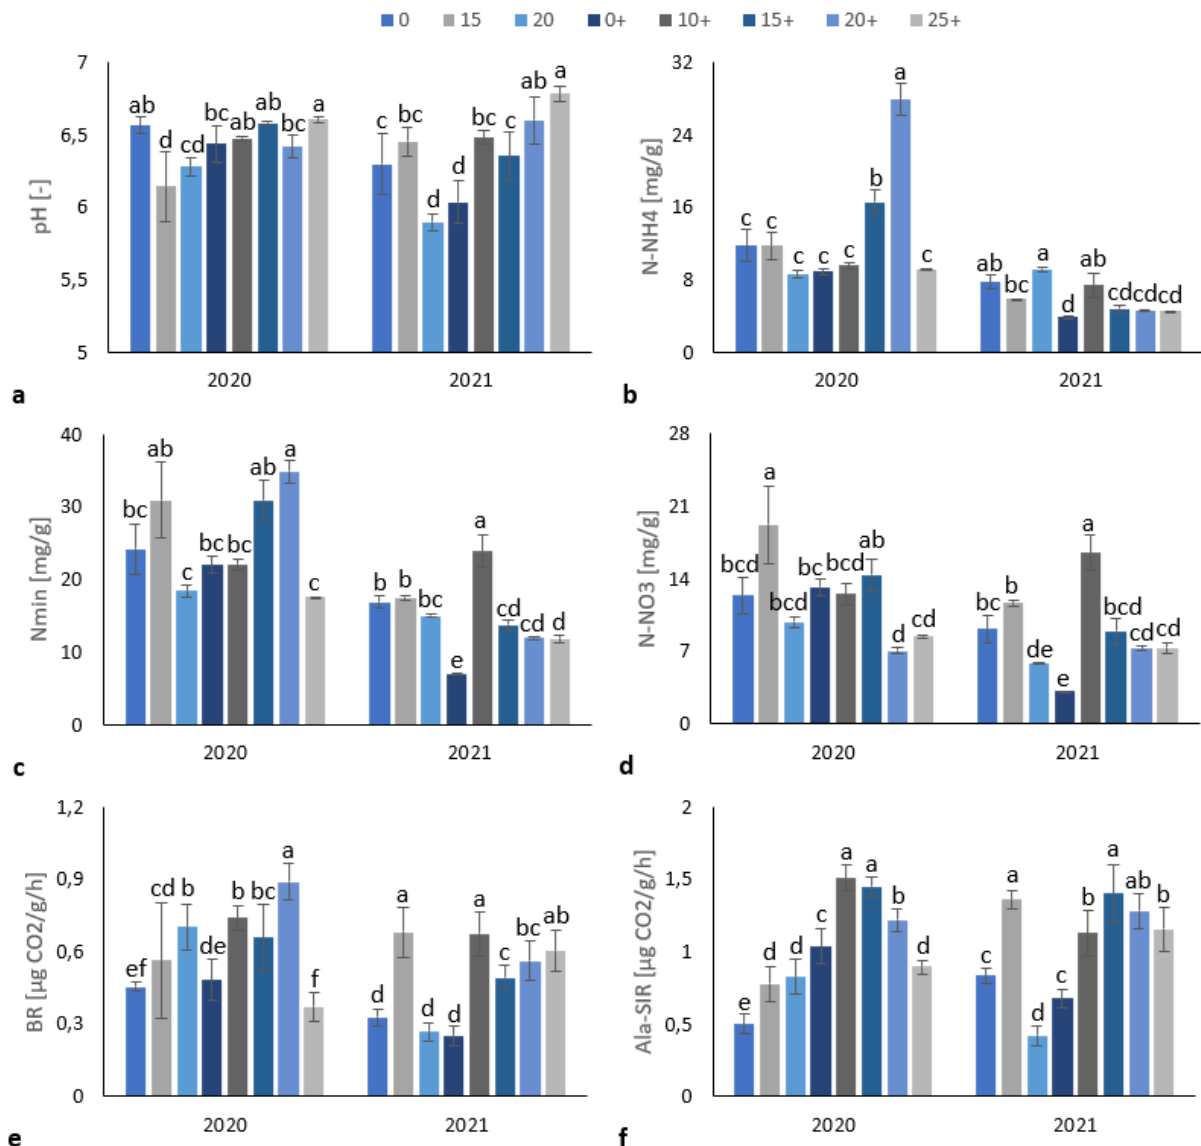 0 15 20 0+ 10+ 15+ 20+ 25+
pH [-]
7
6,5
6
5,5
5
ab d cd bc ab ab bc a
c bc d d bc c ab a
2020 2021
a
N-NH4 [mg/g]
32
24
16
8
0
c c c c c b a c
ab bc a d ab cd cd cd
2020 2021
b
Nmin [mg/g]
40
30
20
10
0
bc ab c bc bc ab a c
b b bc e a cd cd d
2020 2021
c
N-NO3 [mg/g]
28
21
14
7
0
bcd a bcd bc bcd ab d cd
bc b de e a bcd cd cd
2020 2021
d
BR [µg CO2/g/h]
1,2
0,9
0,6
0,3
0
ef cd b de b bc a f
d a d d a c bc ab
2020 2021
e
Ala-SIR [µg CO2/g/h]
2
1,5
1
0,5
0
e d d c a a b d
c a d c b a ab b
2020 2021
f